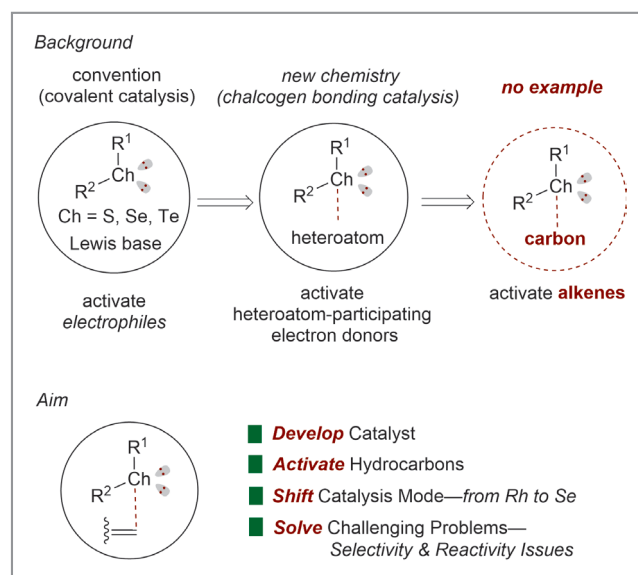 Background
convention
(covalent catalysis)
new chemistry
(chalcogen bonding catalysis)
no example
R1
R2 Ch
Ch = S, Se, Te
Lewis base
R1
R2 Ch
heteroatom
R1
R2 Ch
carbon
activate
electrophiles
activate
heteroatom-participating
electron donors
activate alkenes
Aim
R1
R2 Ch
Develop Catalyst
Activate Hydrocarbons
Shift Catalysis Mode—from Rh to Se
Solve Challenging Problems—
Selectivity & Reactivity Issues